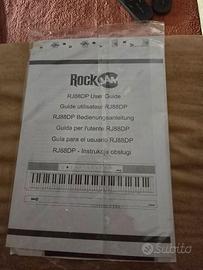 ROCKJAM
RJ88DP User Guide
Guide utilisateur RJ88DP
RJ88DP Bedienungsanleitung
Guida per l'utente RJ88DP
Guía para el usuario RJ88DP
RJ88DP - Instrukcja obsługi
subito